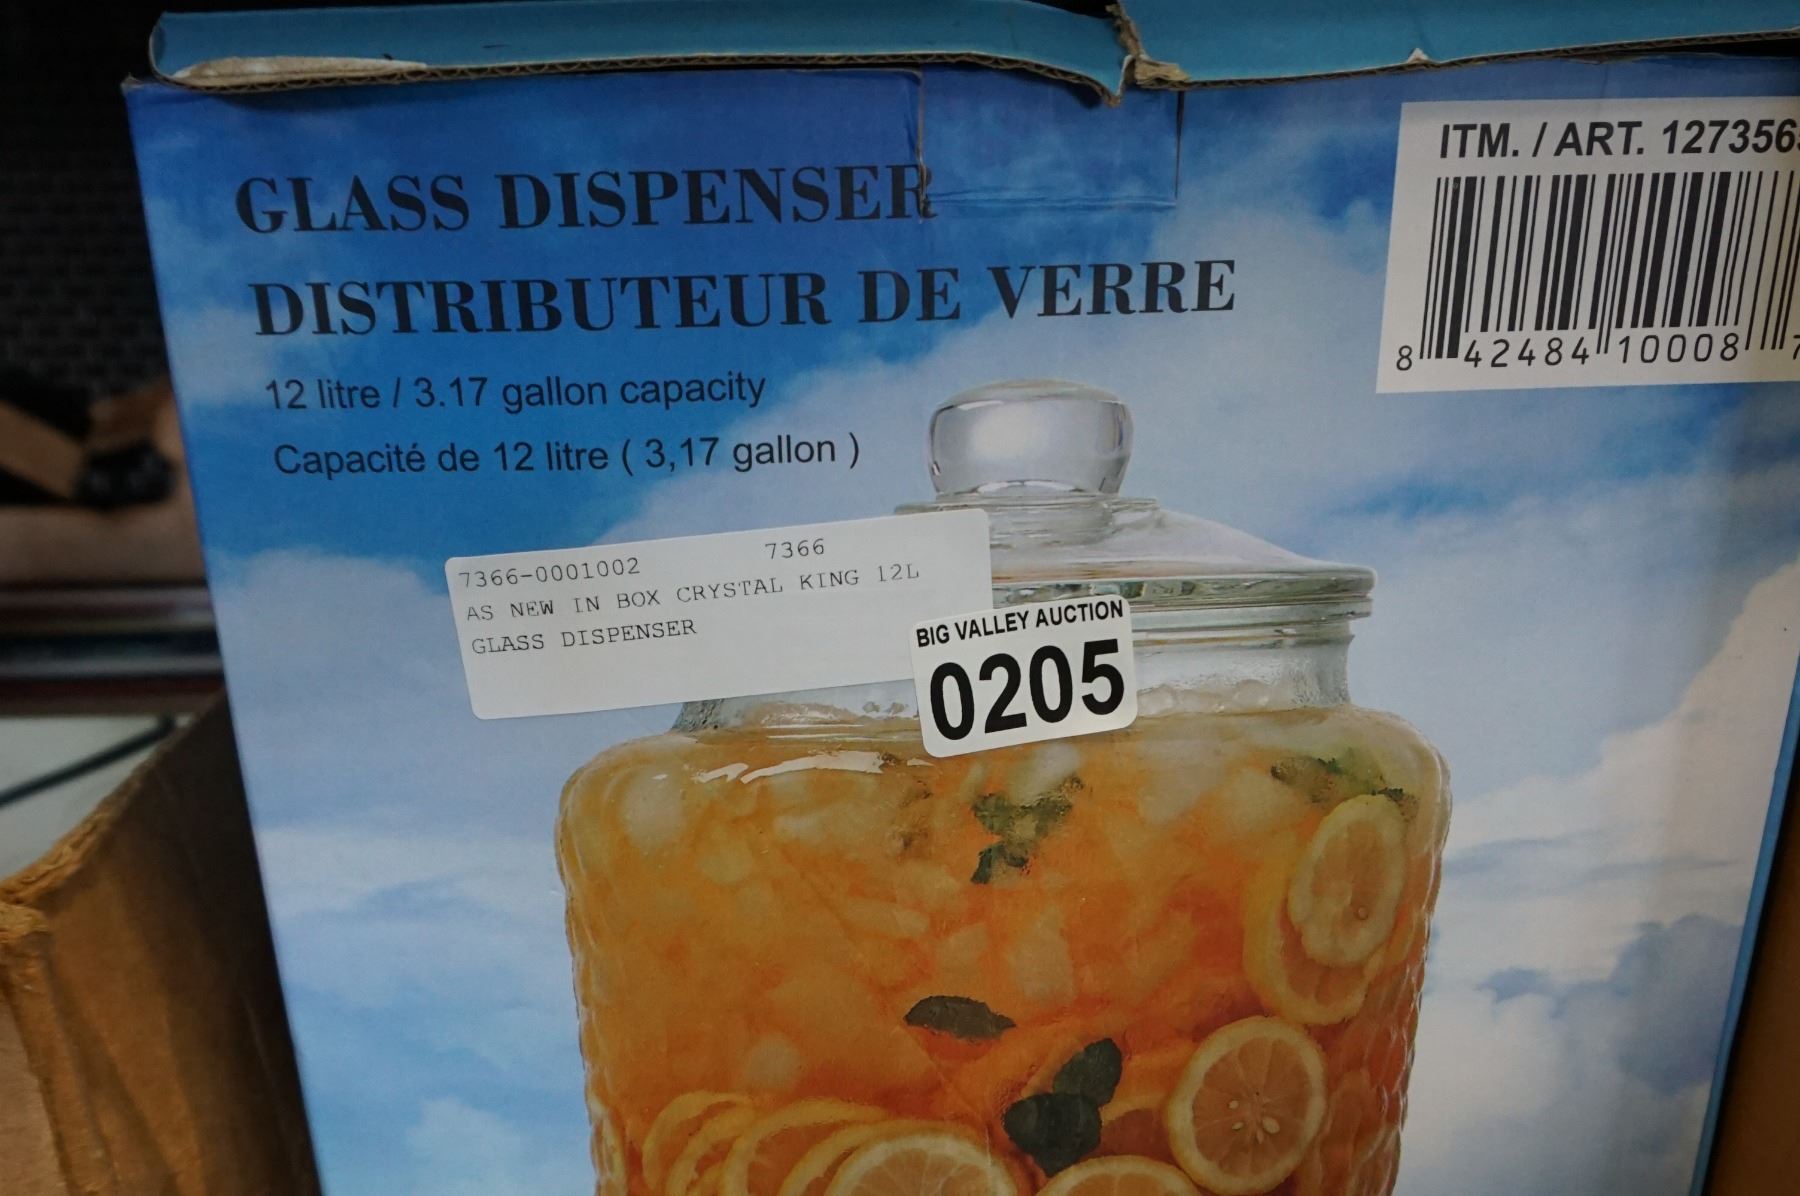 GLASS DISPENSER
DISTRIBUTEUR DE VERRE
12 litre / 3.17 gallon capacity
Capacité de 12 litre ( 3,17 gallon )
ITM. / ART. 127356
8 42484 10008 7
7366-0001002 7366
AS NEW IN BOX CRYSTAL KING 12L
GLASS DISPENSER
BIG VALLEY AUCTION
0205